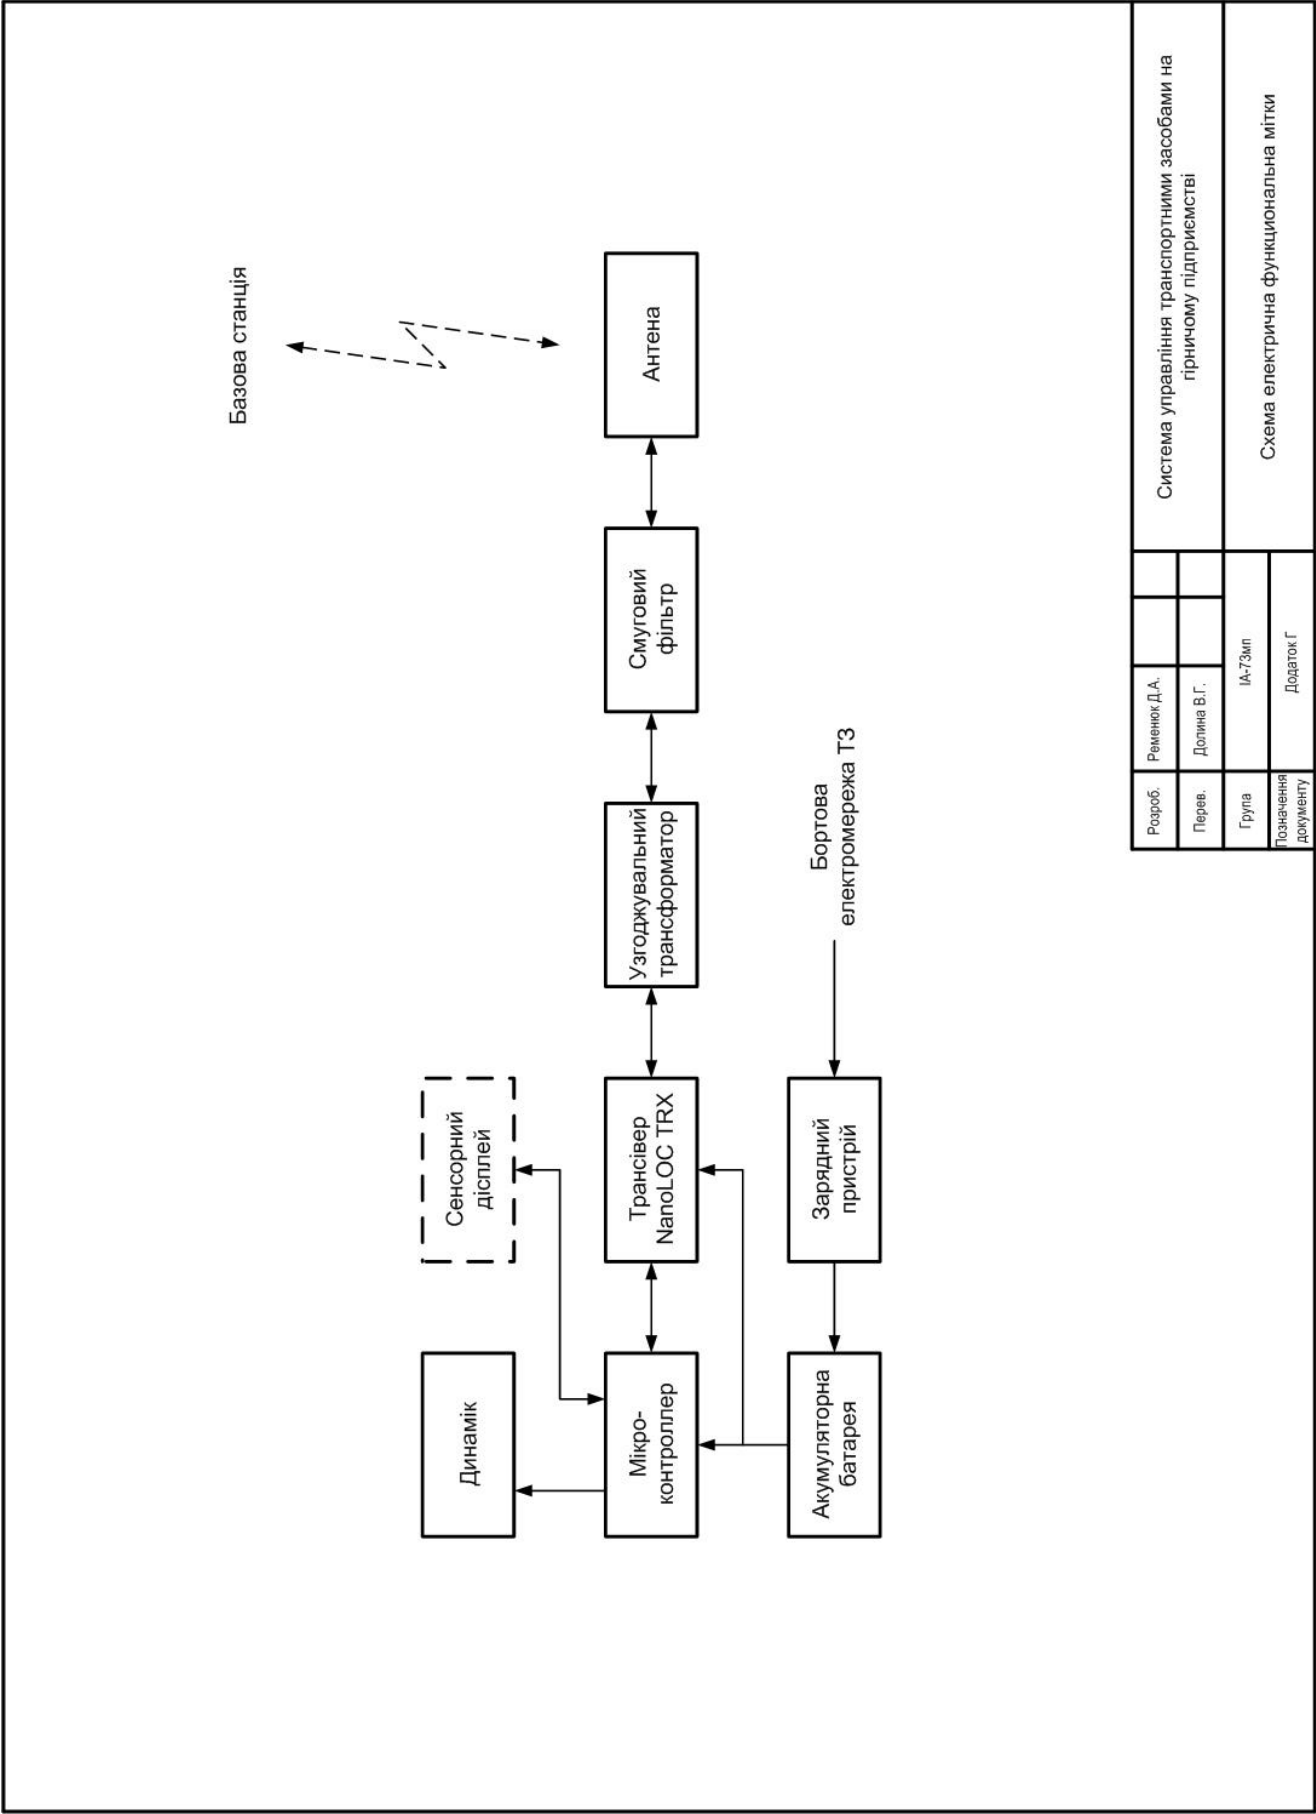 Базова станція
Динамік
Сенсорний
дісплей
Мікро-
контроллер
Трансівер
NanoLOC TRX
Узгоджувальний
трансформатор
Смуговий
фільтр
Антена
Акумуляторна
батарея
Зарядний
пристрій
Бортова
електромережа ТЗ
Розроб.
Ременюк Д.А.
Перев.
Долина В.Г.
Система управління транспортними засобами на
гірничому підприємстві
Група
ІА-73мп
Позначення
документу
Додаток Г
Схема електрична функциональна мітки